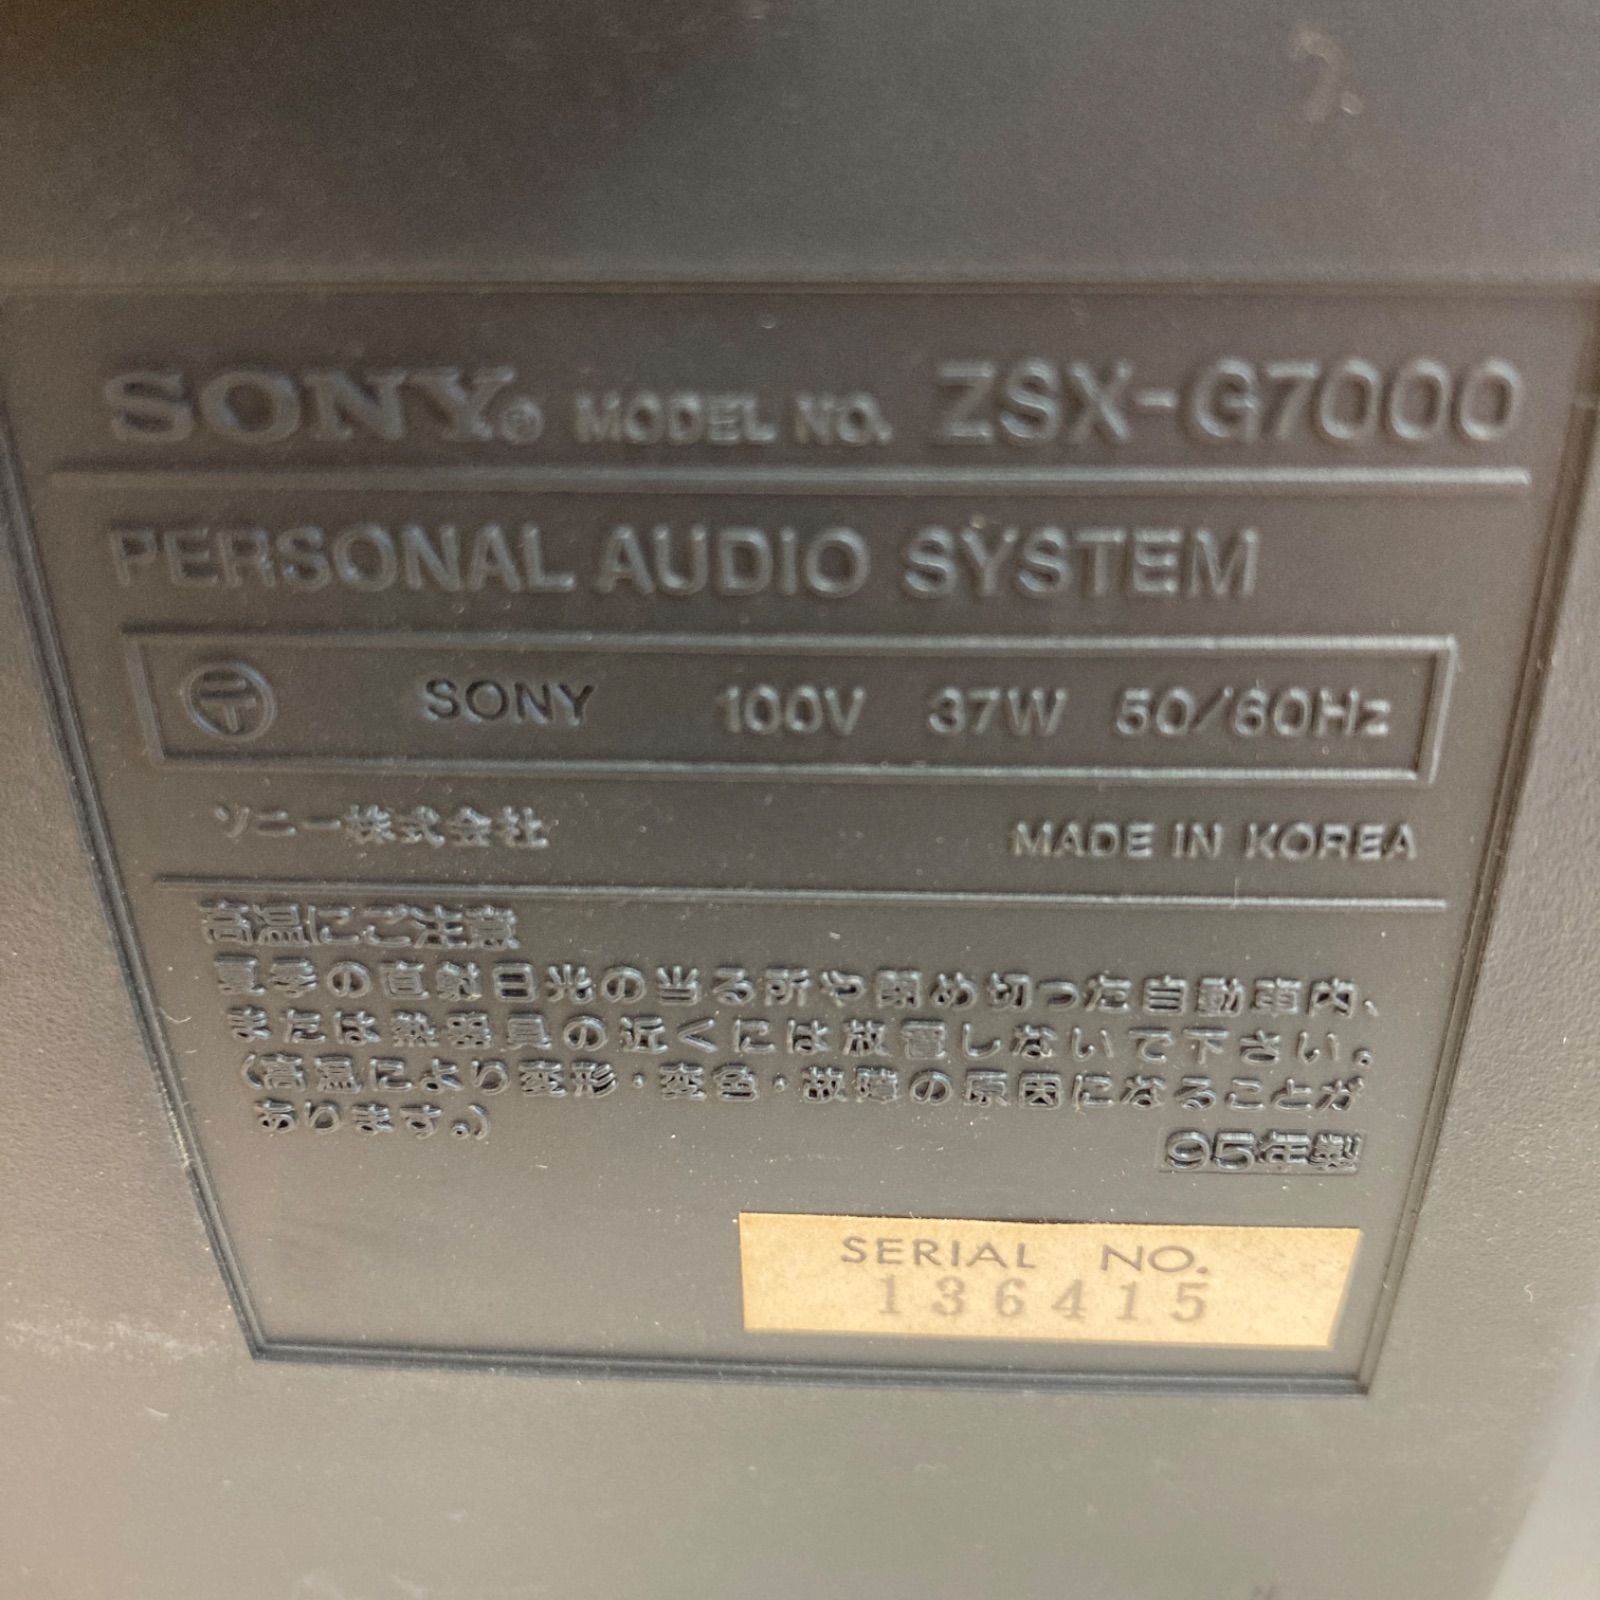 SONY® MODEL NO. ZSX-G7000
PERSONAL AUDIO SYSTEM
SONY 100V 37W 50/60Hz
ソニー株式会社 MADE IN KOREA
高温にご注意
真夏の直射日光の当る所や閉め切った自動車内、
または熱器具の近くには放置しないで下さい。
(高温により変形・変色・故障の原因になることが
あります。)
95年製
SERIAL NO.
136415